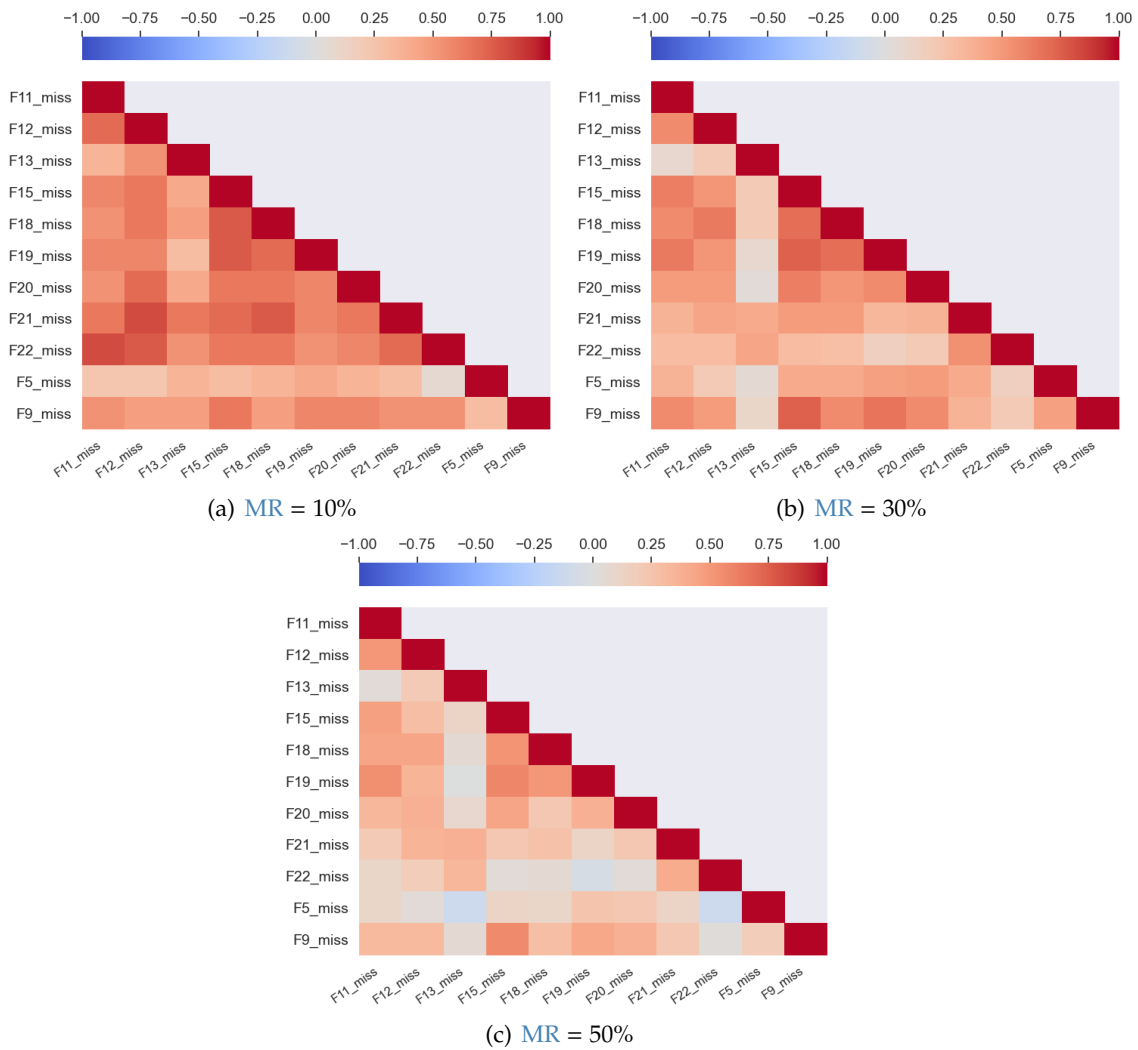 −1.00 −0.75 −0.50 −0.25 0.00 0.25 0.50 0.75 1.00
F11_miss
F12_miss
F13_miss
F15_miss
F18_miss
F19_miss
F20_miss
F21_miss
F22_miss
F5_miss
F9_miss
F11_miss F12_miss F13_miss F15_miss F18_miss F19_miss F20_miss F21_miss F22_miss F5_miss F9_miss
(a) MR = 10%
−1.00 −0.75 −0.50 −0.25 0.00 0.25 0.50 0.75 1.00
F11_miss
F12_miss
F13_miss
F15_miss
F18_miss
F19_miss
F20_miss
F21_miss
F22_miss
F5_miss
F9_miss
F11_miss F12_miss F13_miss F15_miss F18_miss F19_miss F20_miss F21_miss F22_miss F5_miss F9_miss
(b) MR = 30%
−1.00 −0.75 −0.50 −0.25 0.00 0.25 0.50 0.75 1.00
F11_miss
F12_miss
F13_miss
F15_miss
F18_miss
F19_miss
F20_miss
F21_miss
F22_miss
F5_miss
F9_miss
F11_miss F12_miss F13_miss F15_miss F18_miss F19_miss F20_miss F21_miss F22_miss F5_miss F9_miss
(c) MR = 50%